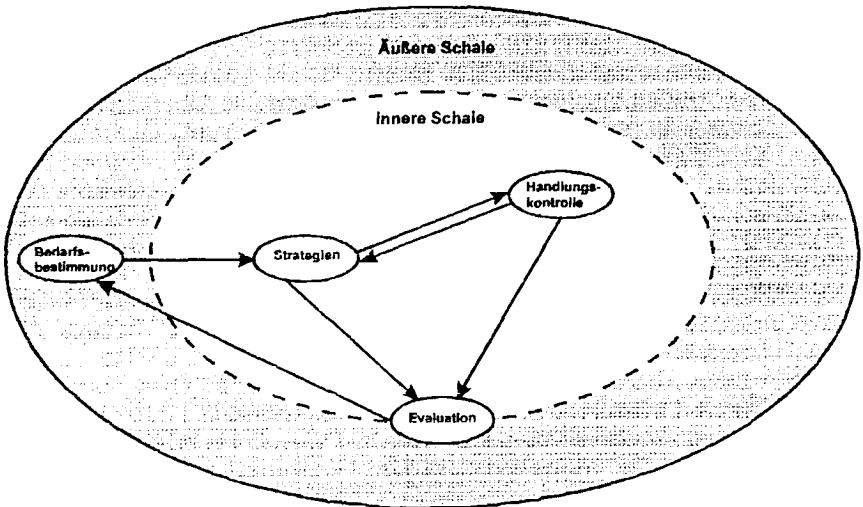 Äußere Schale
Innere Schale
Handlungs-
kontrolle
Bedarfs-
bestimmung
Strategien
Evaluation